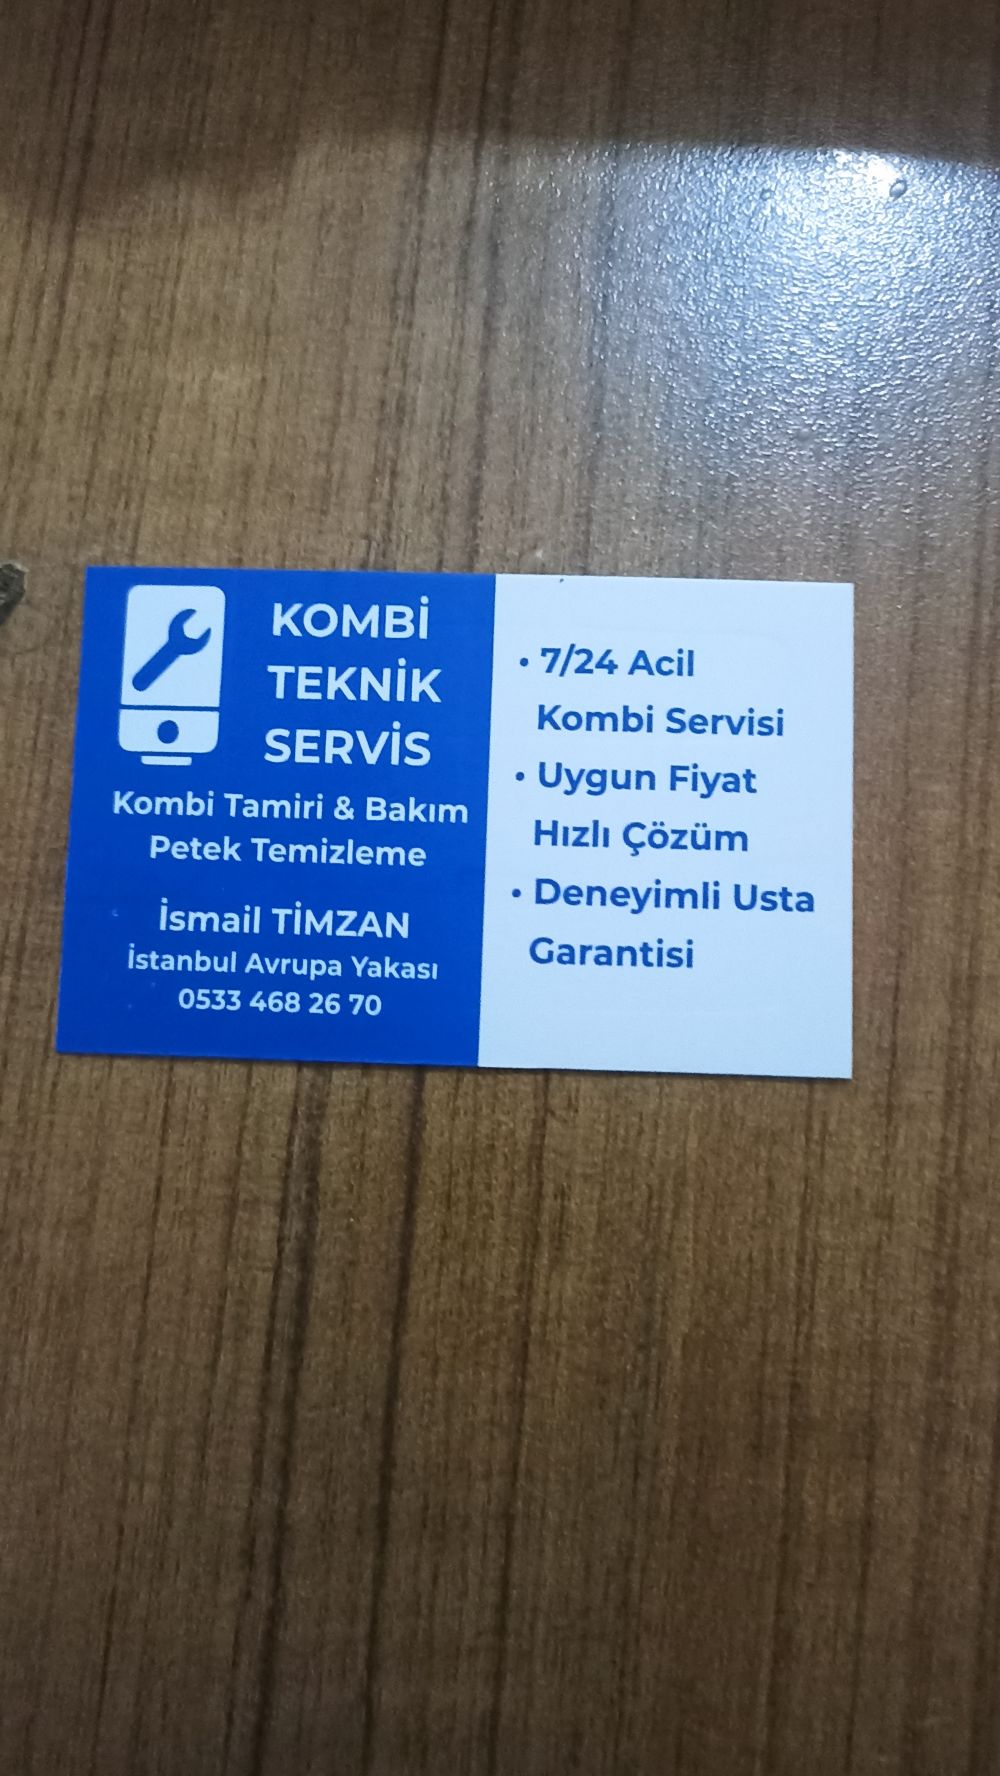 KOMBİ
TEKNİK
SERVİS
Kombi Tamiri & Bakım
Petek Temizleme
İsmail TİMZAN
İstanbul Avrupa Yakası
0533 468 26 70
• 7/24 Acil
Kombi Servisi
• Uygun Fiyat
Hızlı Çözüm
• Deneyimli Usta
Garantisi